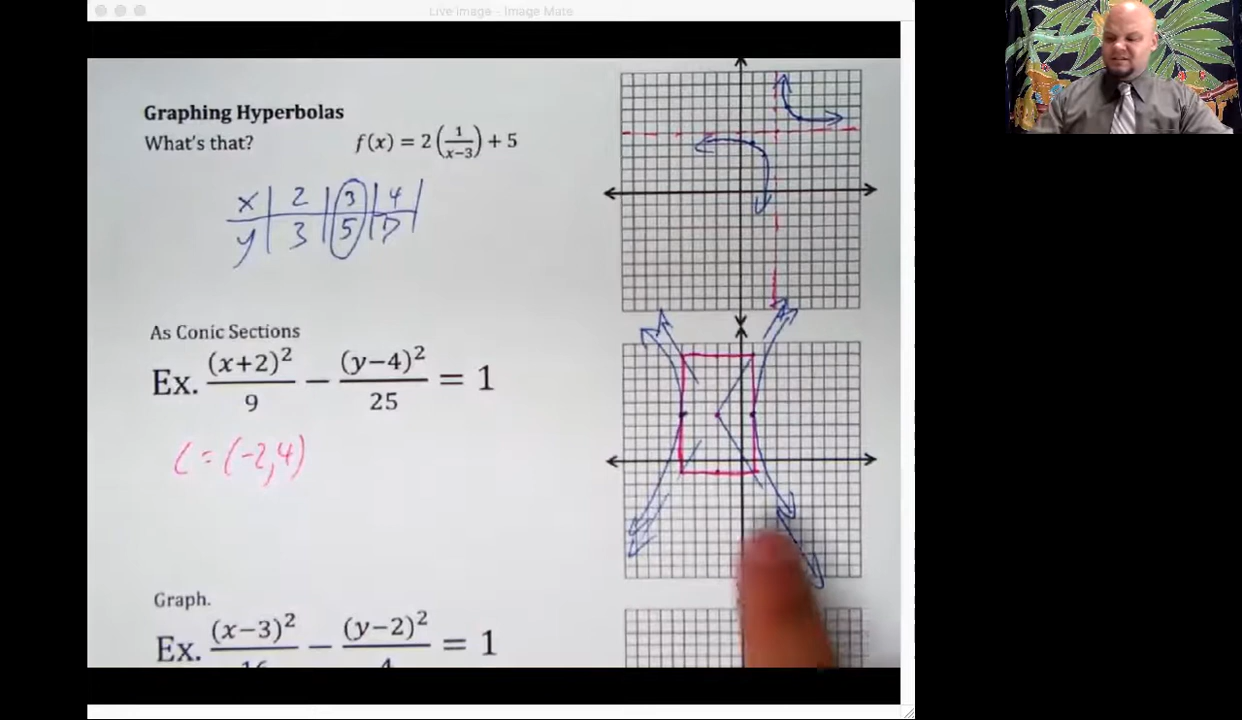 Live Image - Image Mate
Graphing Hyperbolas
What's that? f(x) = 2(1/(x−3)) + 5
x | 2 | 3 | 4
y | 3 | 5 | 7
As Conic Sections
Ex. (x+2)²/9 − (y−4)²/25 = 1
C = (-2,4)
Graph.
Ex. (x−3)²/16 − (y−2)²/4 = 1